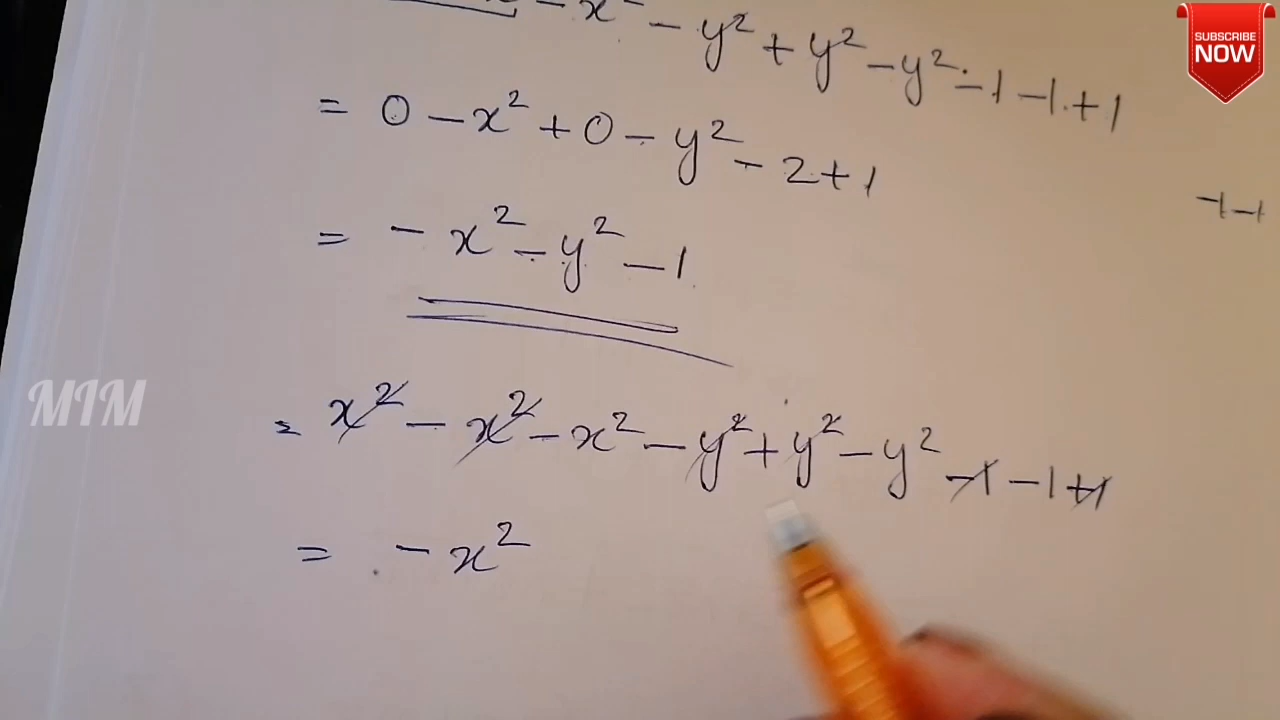 - x² - y² + y² - y² - 1 - 1 + 1
SUBSCRIBE
NOW
= 0 - x² + 0 - y² - 2 + 1
-1-1
= - x² - y² - 1
MIM
= x² - x² - x² - y² + y² - y² - 1 - 1 + 1
= - x²